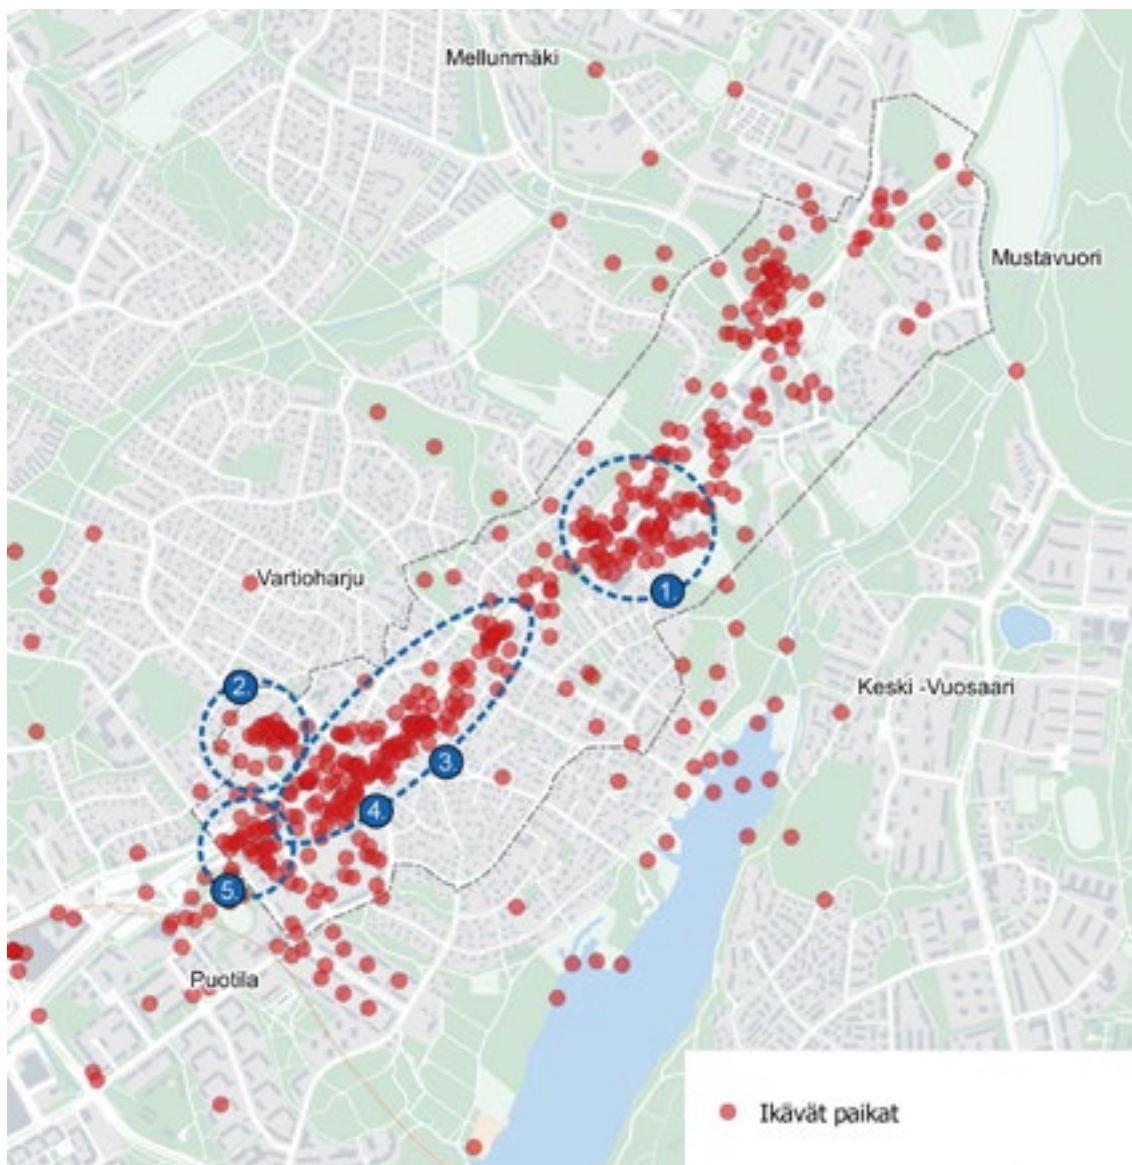 Mellunmäki
Mustavuori
Vartioharju
1.
2.
Keski -Vuosaari
3.
4.
5.
Puotila
Ikävät paikat